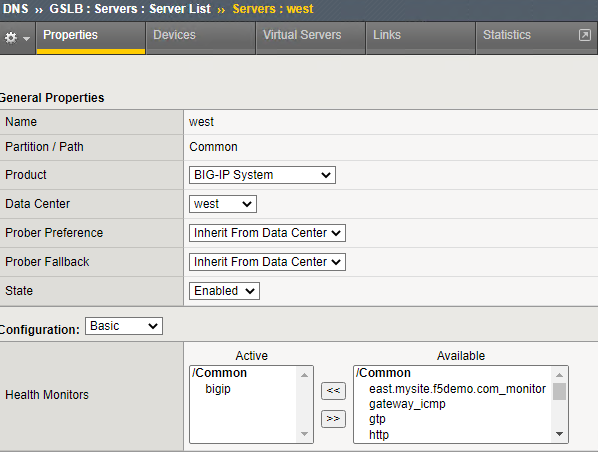 DNS ›› GSLB : Servers : Server List ›› Servers : west
Properties Devices Virtual Servers Links Statistics
General Properties
Name west
Partition / Path Common
Product BIG-IP System
Data Center west
Prober Preference Inherit From Data Center
Prober Fallback Inherit From Data Center
State Enabled
Configuration: Basic
Active Available
Health Monitors
/Common
bigip
<<
>>
/Common
east.mysite.f5demo.com_monitor
gateway_icmp
gtp
http